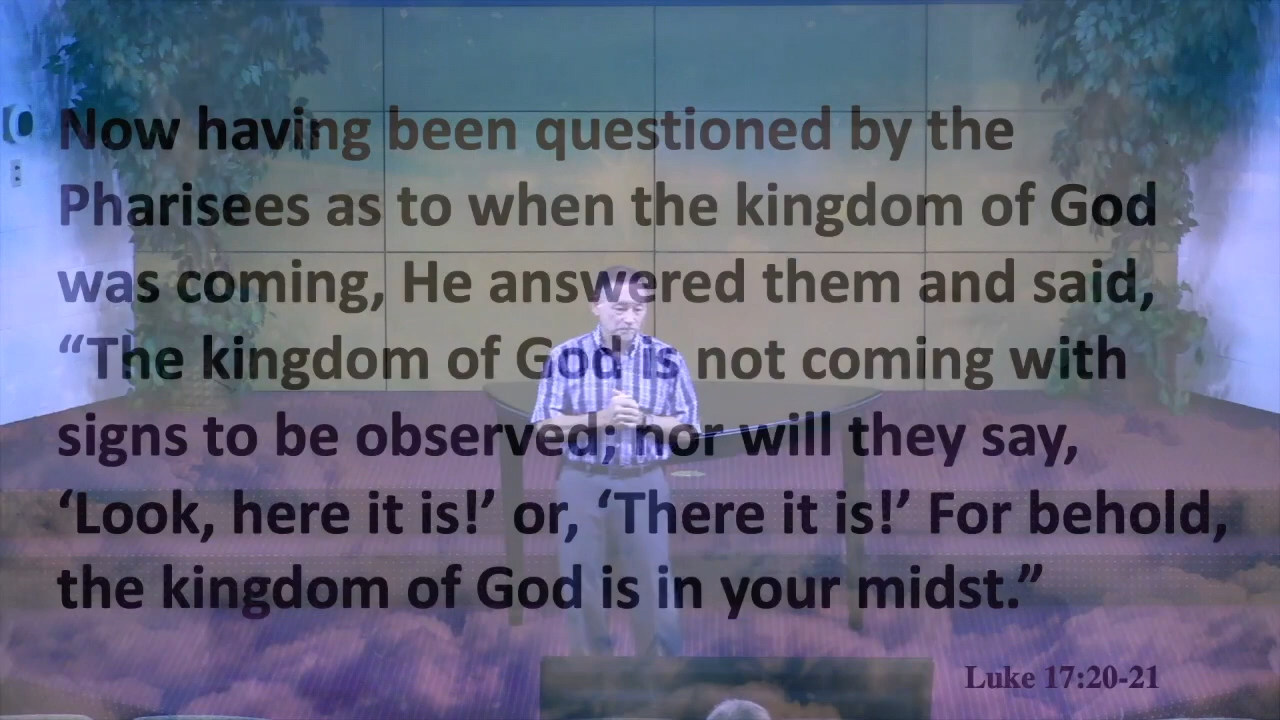 Now having been questioned by the
Pharisees as to when the kingdom of God
was coming, He answered them and said,
“The kingdom of God is not coming with
signs to be observed; nor will they say,
‘Look, here it is!’ or, ‘There it is!’ For behold,
the kingdom of God is in your midst.”
Luke 17:20-21